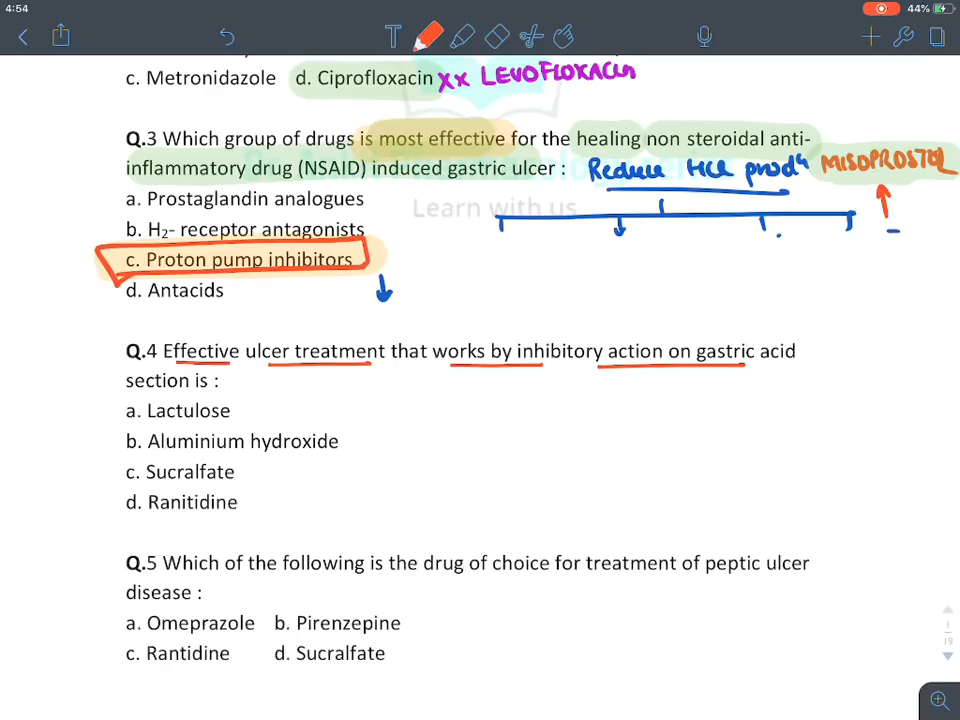 4:54
44%
c. Metronidazole d. Ciprofloxacin xx LEVOFLOXACIN
Q.3 Which group of drugs is most effective for the healing non steroidal anti-
inflammatory drug (NSAID) induced gastric ulcer : Reduce HCl prodⁿ MISOPROSTOL
a. Prostaglandin analogues
Learn with us
b. H₂- receptor antagonists
c. Proton pump inhibitors
d. Antacids
Q.4 Effective ulcer treatment that works by inhibitory action on gastric acid
section is :
a. Lactulose
b. Aluminium hydroxide
c. Sucralfate
d. Ranitidine
Q.5 Which of the following is the drug of choice for treatment of peptic ulcer
disease :
a. Omeprazole b. Pirenzepine
c. Rantidine d. Sucralfate
1
19